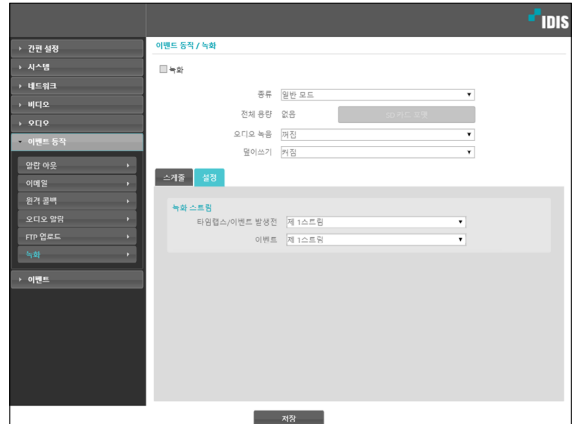 IDIS
간편 설정
시스템
네트워크
비디오
오디오
이벤트 동작
알람 아웃
이메일
원격 콜백
오디오 알람
FTP 업로드
녹화
이벤트
이벤트 동작 / 녹화
녹화
종류 일반 모드
전체 용량 없음 SD 카드 포맷
오디오 녹음 꺼짐
덮어쓰기 켜짐
스케줄 설정
녹화 스트림
타임랩스/이벤트 발생전 제 1스트림
이벤트 제 1스트림
저장